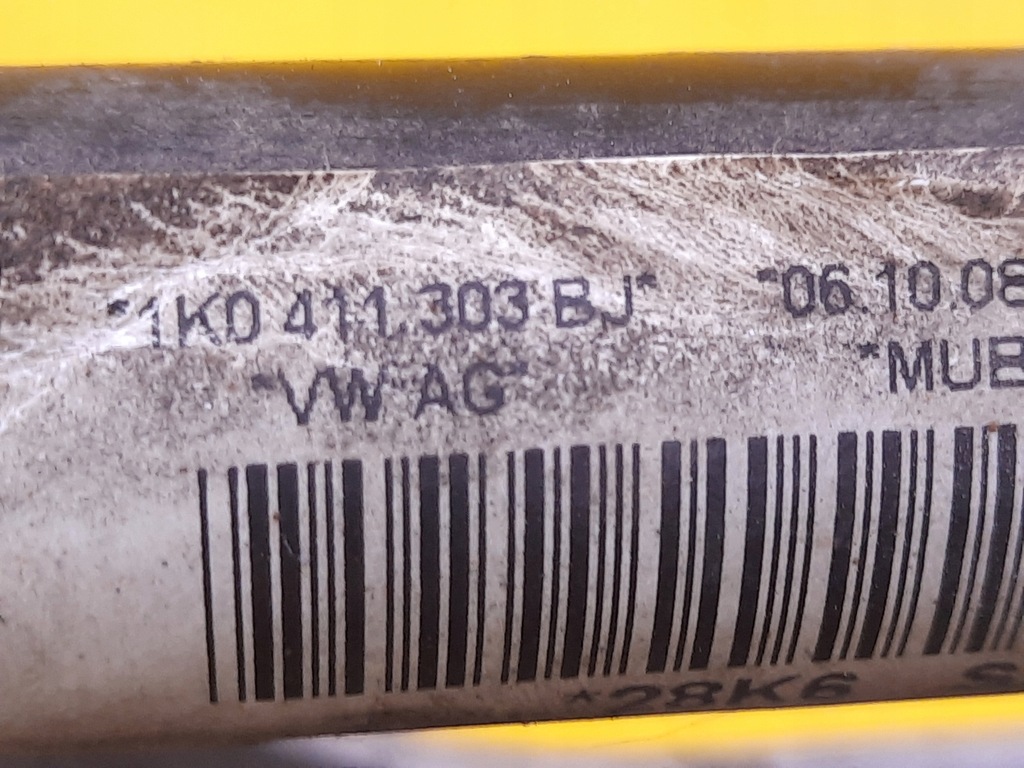 *1K0 411 303 BJ* *06.10.08
*VW AG* *MUB
*28K6 S